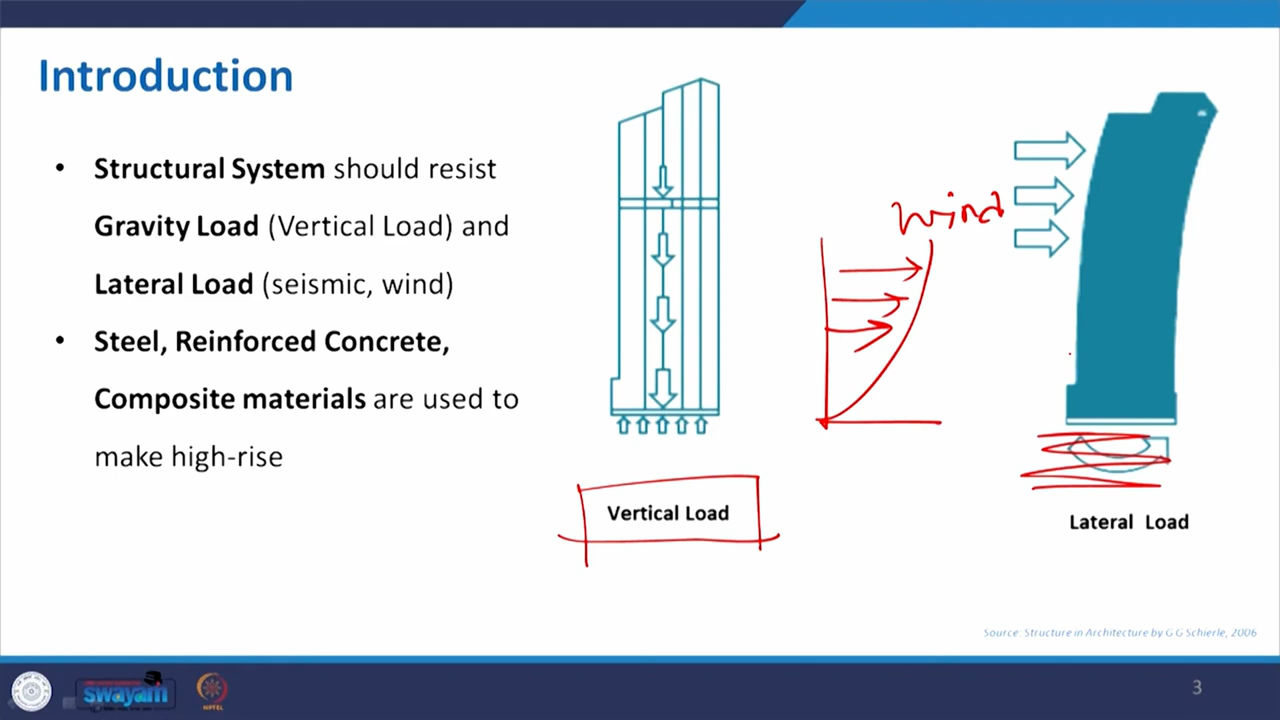 Introduction
• Structural System should resist
Gravity Load (Vertical Load) and
Lateral Load (seismic, wind)
• Steel, Reinforced Concrete,
Composite materials are used to
make high-rise
wind
Vertical Load
Lateral Load
Source: Structure in Architecture by G G Schierle, 2006
swayam
NPTEL
3